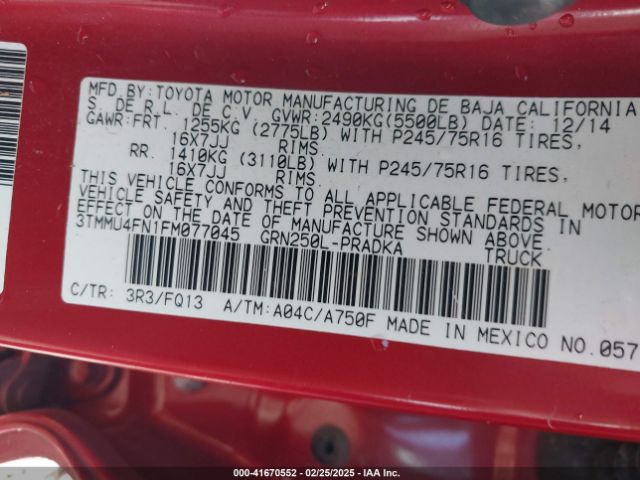 MFD BY:TOYOTA MOTOR MANUFACTURING DE BAJA CALIFORNIA
S. DE R.L. DE C.V. GVWR:2490KG(5500LB) DATE: 12/14
GAWR:FRT. 1255KG (2775LB) WITH P245/75R16 TIRES,
16X7JJ RIMS
RR. 1410KG (3110LB) WITH P245/75R16 TIRES,
16X7JJ RIMS.
THIS VEHICLE CONFORMS TO ALL APPLICABLE FEDERAL MOTOR
VEHICLE SAFETY AND THEFT PREVENTION STANDARDS IN
EFFECT ON THE DATE OF MANUFACTURE SHOWN ABOVE.
3TMMU4FN1FM077045 GRN250L-PRADKA TRUCK
C/TR: 3R3/FQ13 A/TM:A04C/A750F MADE IN MEXICO NO.057
000-41670552 — 02/25/2025 — IAA Inc.